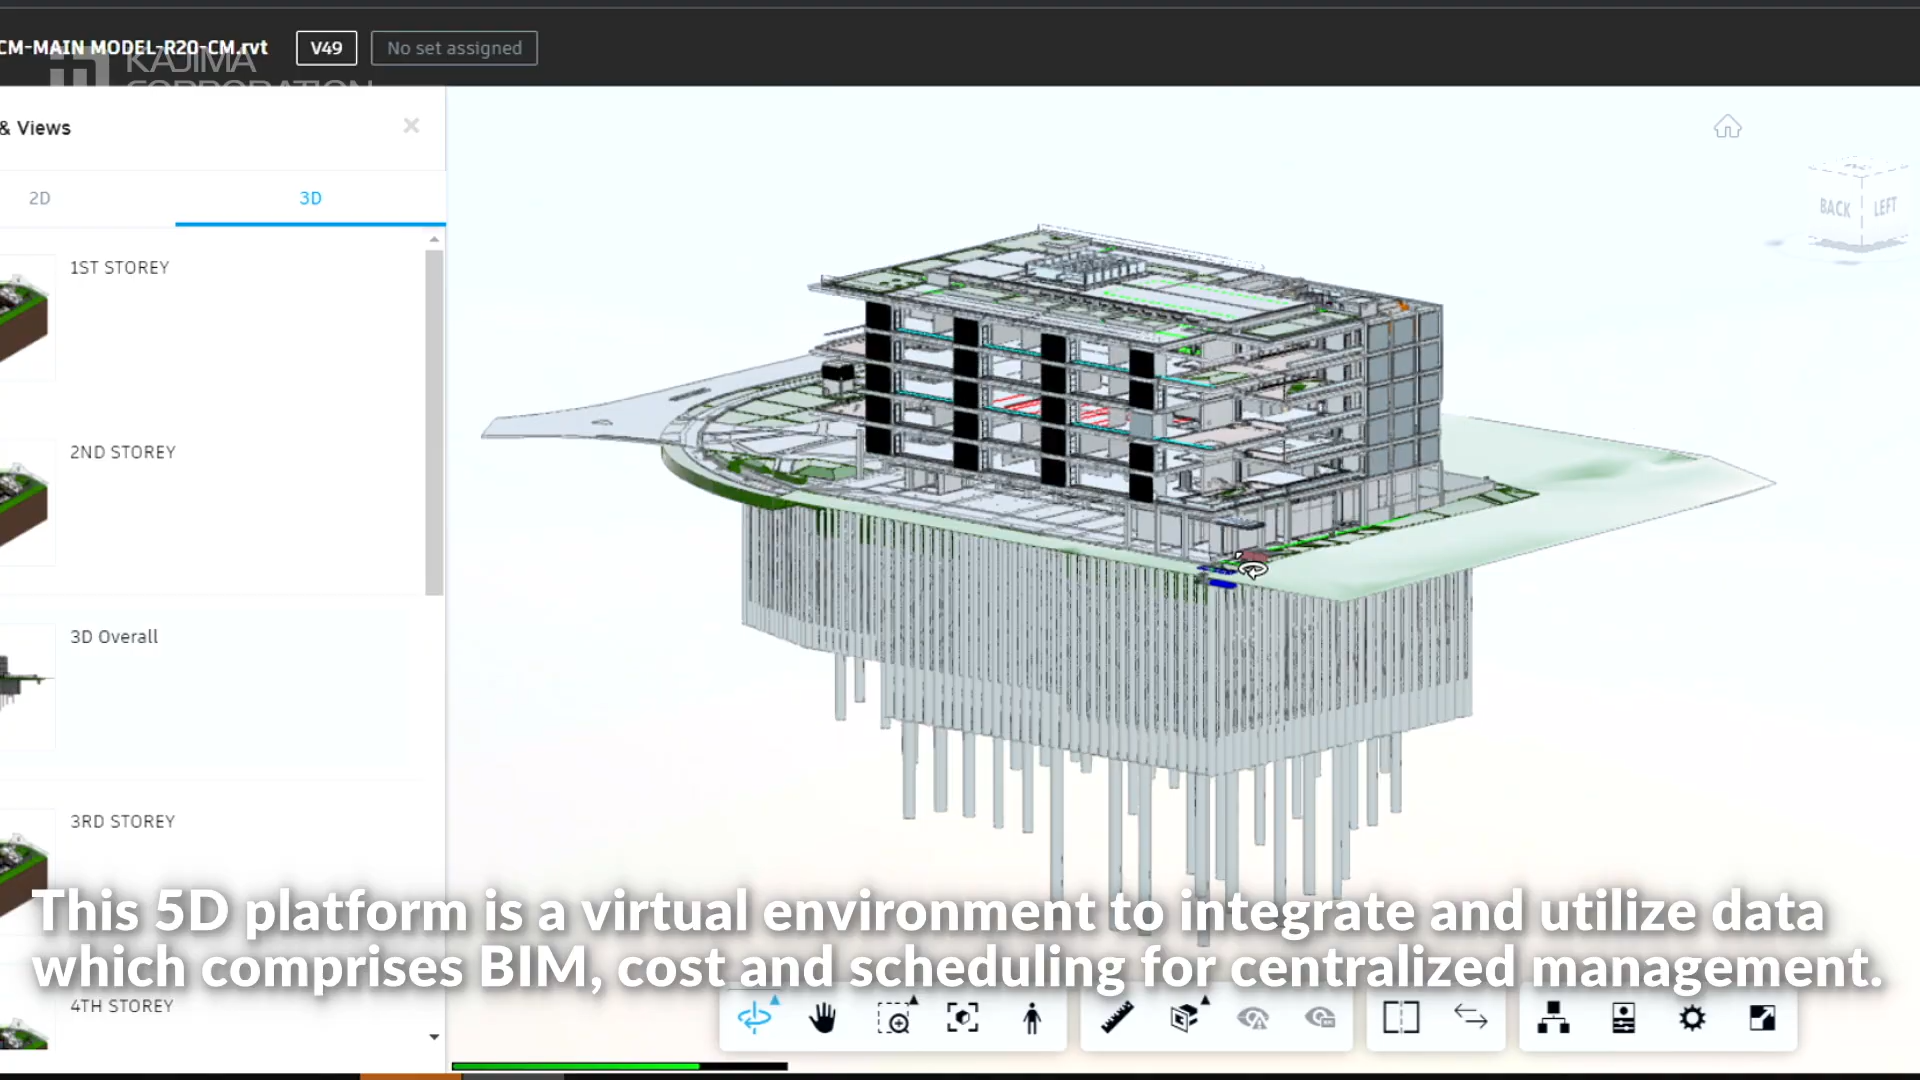 CM-MAIN MODEL-R20-CM.rvt V49 No set assigned
KAJIMA
CORPORATION
& Views
2D 3D
1ST STOREY
2ND STOREY
3D Overall
3RD STOREY
4TH STOREY
BACK LEFT
This 5D platform is a virtual environment to integrate and utilize data
which comprises BIM, cost and scheduling for centralized management.